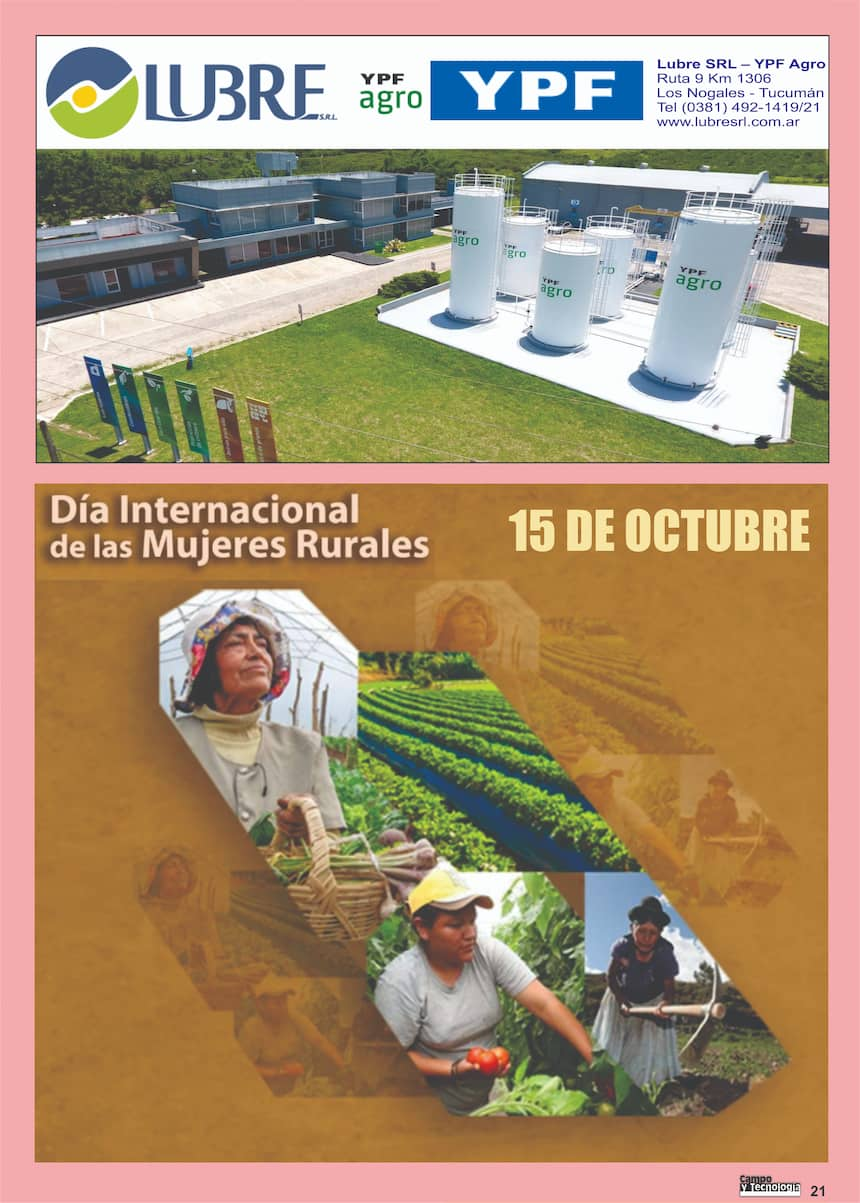 LUBRE
S.R.L.
YPF
agro
YPF
Lubre SRL – YPF Agro
Ruta 9 Km 1306
Los Nogales - Tucumán
Tel (0381) 492-1419/21
www.lubresrl.com.ar
YPF
agro
YPF
agro
YPF
agro
YPF
agro
Día Internacional
de las Mujeres Rurales
15 DE OCTUBRE
Campo
y Tecnología
21